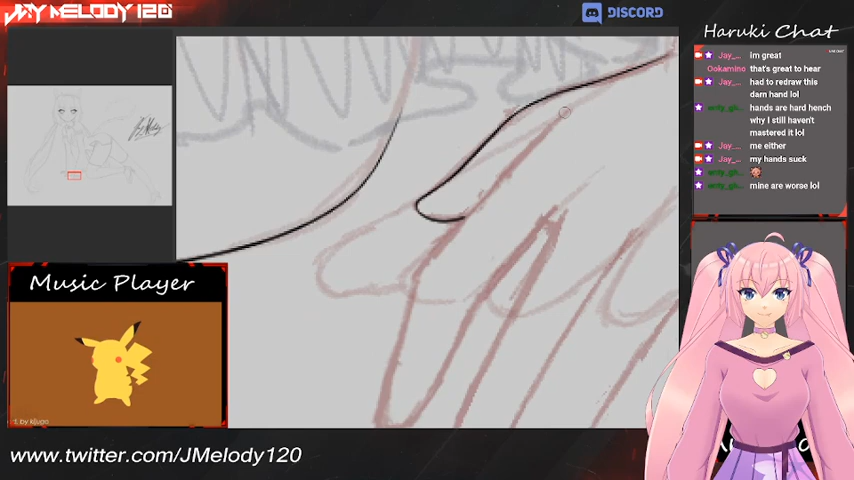 JAY MELODY 120
DISCORD
Haruki Chat
Jay_... im great
Ookamino that's great to hear
Jay_... had to redraw this
darn hand lol
hands are hard hench
why I still haven't
mastered it lol
Jay_... me either
Jay_... my hands suck
mine are worse lol
Music Player
www.twitter.com/JMelody120